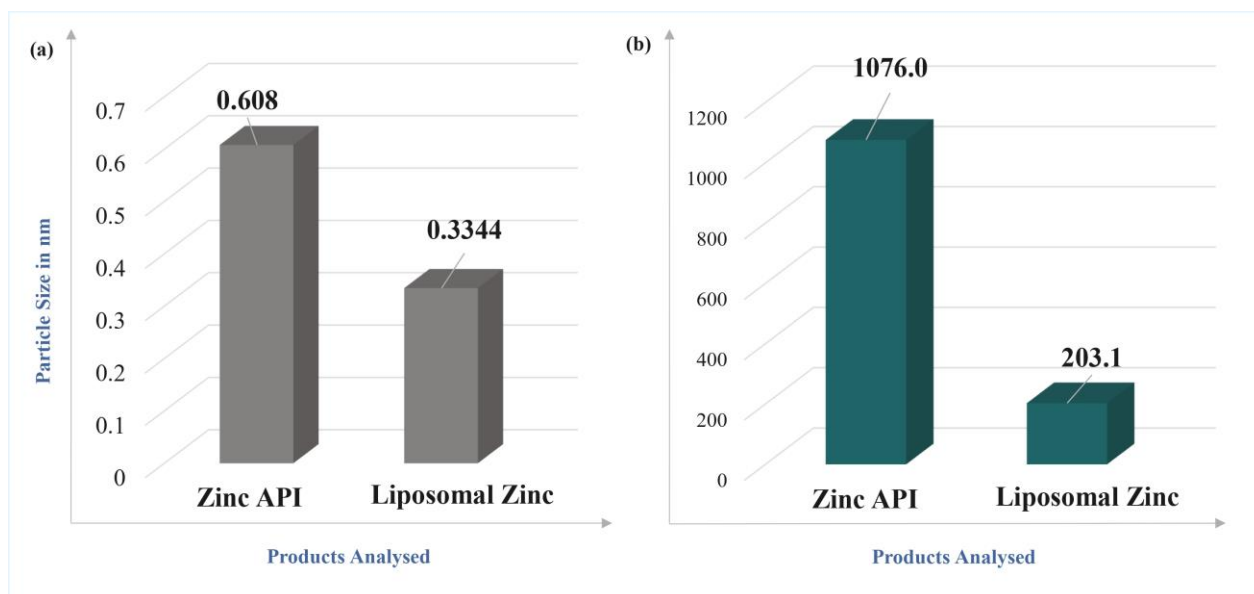 (a)
Particle Size in nm
0.7
0.6
0.5
0.4
0.3
0.2
0.1
0
0.608
0.3344
Zinc API
Liposomal Zinc
Products Analysed
(b)
1200
1000
800
600
400
200
0
1076.0
203.1
Zinc API
Liposomal Zinc
Products Analysed